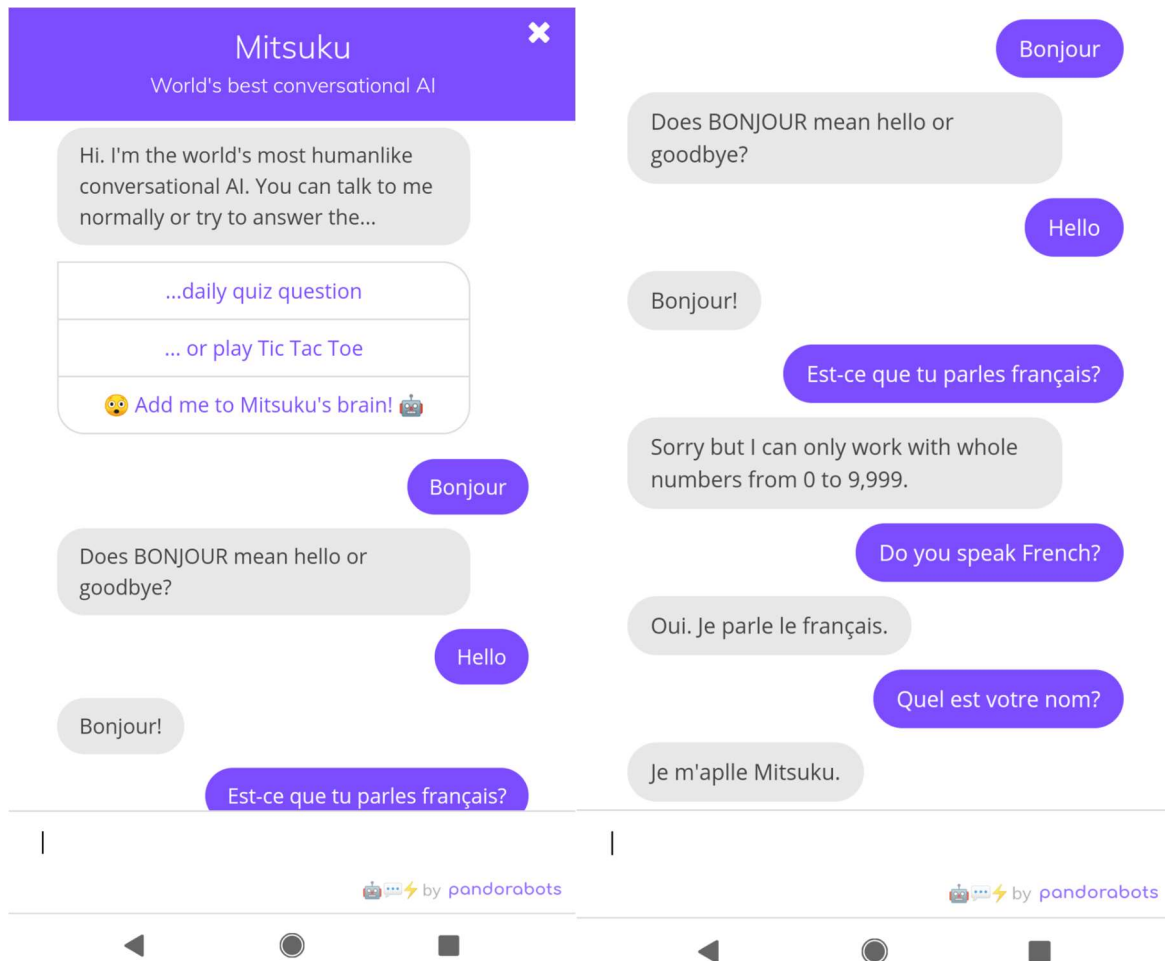 Mitsuku
World's best conversational AI
Hi. I'm the world's most humanlike
conversational AI. You can talk to me
normally or try to answer the...
...daily quiz question
... or play Tic Tac Toe
😯 Add me to Mitsuku's brain! 🤖
Bonjour
Does BONJOUR mean hello or
goodbye?
Hello
Bonjour!
Est-ce que tu parles français?
🤖💬⚡ by pandorabots
Bonjour
Does BONJOUR mean hello or
goodbye?
Hello
Bonjour!
Est-ce que tu parles français?
Sorry but I can only work with whole
numbers from 0 to 9,999.
Do you speak French?
Oui. Je parle le français.
Quel est votre nom?
Je m'aplle Mitsuku.
🤖💬⚡ by pandorabots